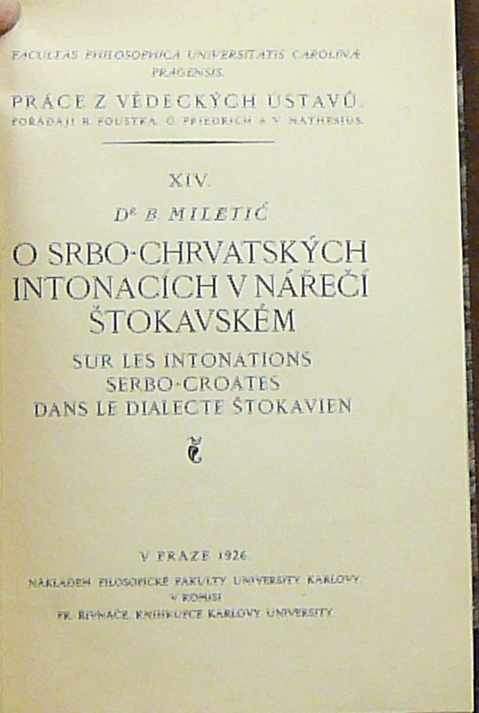 FACULTAS PHILOSOPHICA UNIVERSITATIS CAROLINÆ
PRAGENSIS.
PRÁCE Z VĚDECKÝCH ÚSTAVŮ.
POŘÁDAJÍ B. FOUSTKA, O. FRIEDRICH A V. MATHESIUS.
XIV.
DR B. MILETIĆ
O SRBO-CHRVATSKÝCH
INTONACÍCH V NÁŘEČÍ
ŠTOKAVSKÉM
SUR LES INTONATIONS
SERBO-CROATES
DANS LE DIALECTE ŠTOKAVIEN
V PRAZE 1926
NÁKLADEM FILOSOFICKÉ FAKULTY UNIVERSITY KARLOVY.
V KOMISI
FR. ŘIVNÁČE, KNIHKUPCE KARLOVY UNIVERSITY.